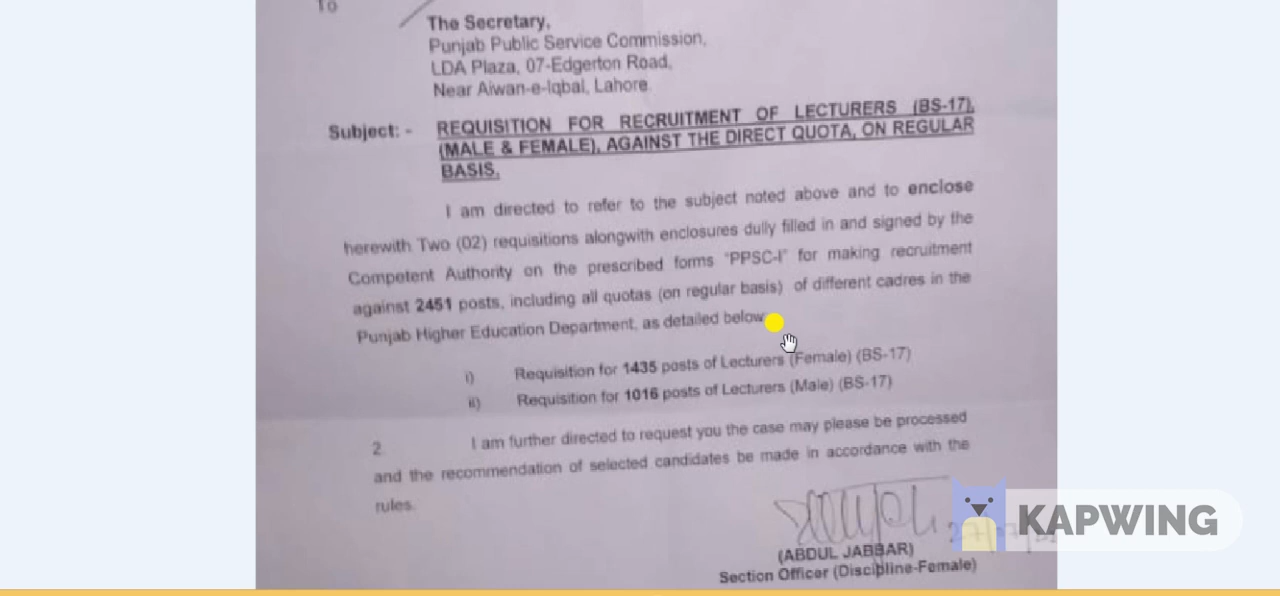 To
The Secretary,
Punjab Public Service Commission,
LDA Plaza, 07-Edgerton Road,
Near Aiwan-e-Iqbal, Lahore.
Subject: - REQUISITION FOR RECRUITMENT OF LECTURERS (BS-17),
(MALE & FEMALE), AGAINST THE DIRECT QUOTA, ON REGULAR
BASIS.
I am directed to refer to the subject noted above and to enclose
herewith Two (02) requisitions alongwith enclosures dully filled in and signed by the
Competent Authority on the prescribed forms "PPSC-I" for making recruitment
against 2451 posts, including all quotas (on regular basis) of different cadres in the
Punjab Higher Education Department, as detailed below
i) Requisition for 1435 posts of Lecturers (Female) (BS-17)
ii) Requisition for 1016 posts of Lecturers (Male) (BS-17)
2. I am further directed to request you the case may please be processed
and the recommendation of selected candidates be made in accordance with the
rules.
KAPWING
(ABDUL JABBAR)
Section Officer (Discipline-Female)